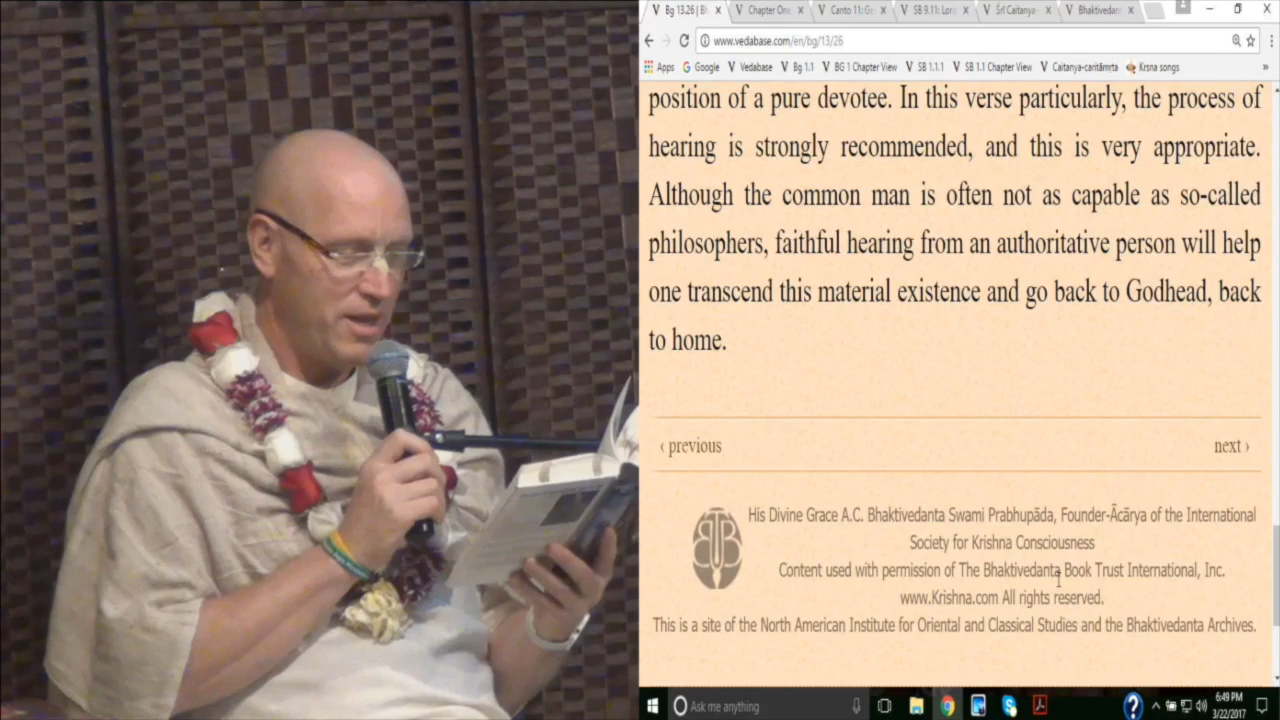 Bg 13.26 | Bh
Chapter One
Canto 11: Ge
SB 9.11: Lord
Śrī Caitanya-
Bhaktivedan
www.vedabase.com/en/bg/13/26
Apps Google Vedabase Bg 1.1 BG 1 Chapter View SB 1.1.1 SB 1.1 Chapter View Caitanya-caritāmṛta Krsna songs »
position of a pure devotee. In this verse particularly, the process of
hearing is strongly recommended, and this is very appropriate.
Although the common man is often not as capable as so-called
philosophers, faithful hearing from an authoritative person will help
one transcend this material existence and go back to Godhead, back
to home.
‹ previous
next ›
BBT
His Divine Grace A.C. Bhaktivedanta Swami Prabhupāda, Founder-Ācārya of the International
Society for Krishna Consciousness
Content used with permission of The Bhaktivedanta Book Trust International, Inc.
www.Krishna.com All rights reserved.
This is a site of the North American Institute for Oriental and Classical Studies and the Bhaktivedanta Archives.
Ask me anything
6:49 PM
3/22/2017